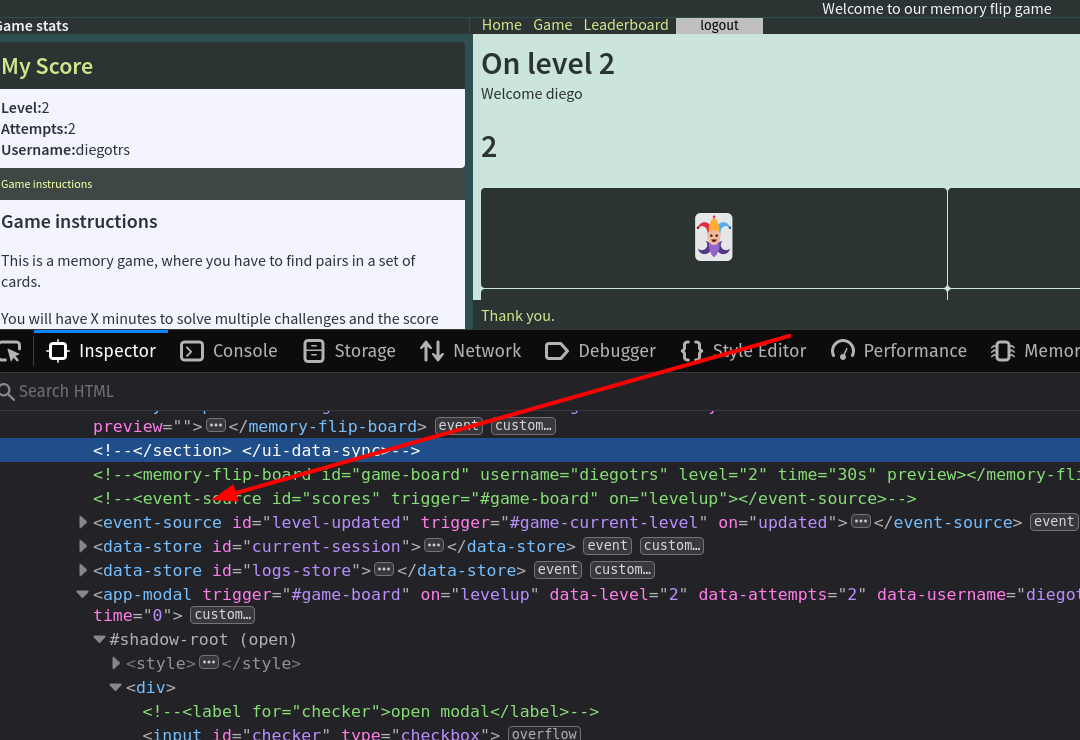 Welcome to our memory flip game
Game stats
Home Game Leaderboard logout
My Score
Level:2
Attempts:2
Username:diegotrs
Game instructions
Game instructions
This is a memory game, where you have to find pairs in a set of
cards.
You will have X minutes to solve multiple challenges and the score
On level 2
Welcome diego
2
Thank you.
Inspector Console Storage Network Debugger Style Editor Performance
Search HTML
preview=""></memory-flip-board> event custom…
<!--</section> </ui-data-sync>-->
<!--<memory-flip-board id="game-board" username="diegotrs" level="2" time="30s" preview></memory-fli
<!--<event-source id="scores" trigger="#game-board" on="levelup"></event-source>-->
<event-source id="level-updated" trigger="#game-current-level" on="updated"></event-source> event
<data-store id="current-session"></data-store> event custom…
<data-store id="logs-store"></data-store> event custom…
<app-modal trigger="#game-board" on="levelup" data-level="2" data-attempts="2" data-username="diegot
time="0"> custom…
#shadow-root (open)
<style></style>
<div>
<!--<label for="checker">open modal</label>-->
<input id="checker" type="checkbox"> overflow